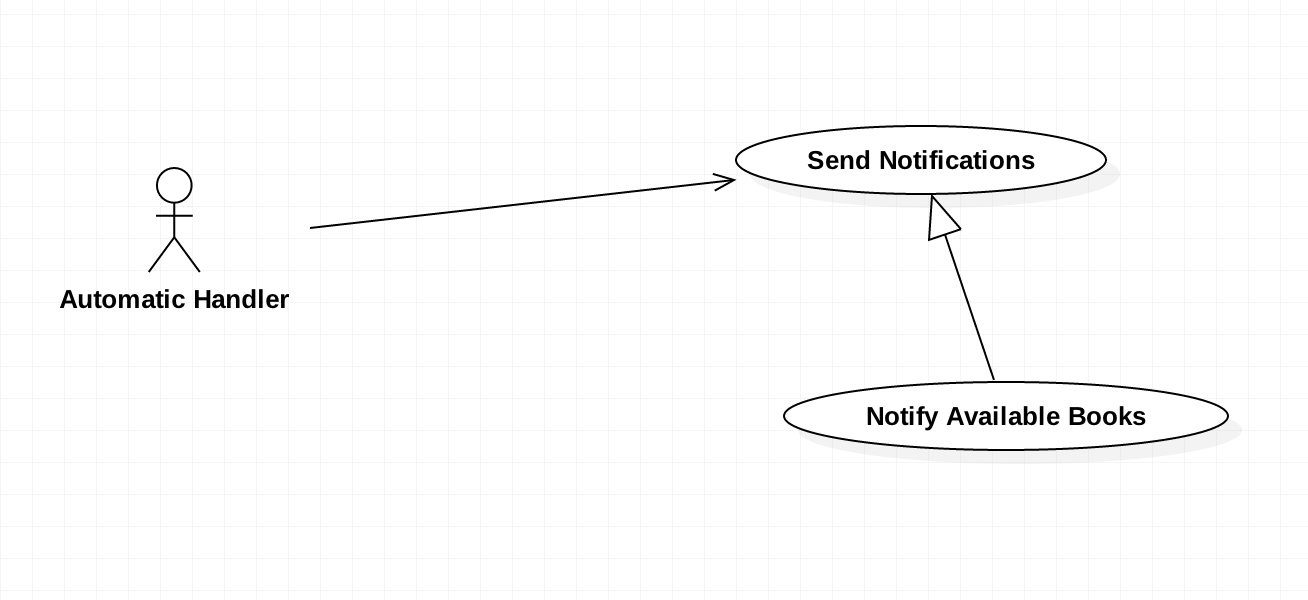 Send Notifications
Automatic Handler
Notify Available Books